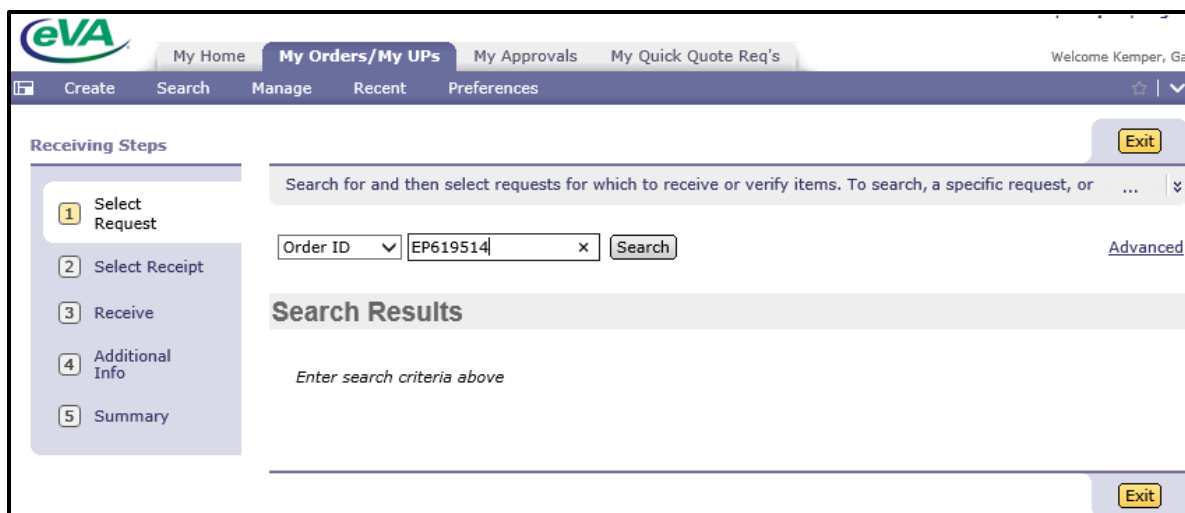 eVA
My Home My Orders/My UPs My Approvals My Quick Quote Req's Welcome Kemper, Ga
Create Search Manage Recent Preferences
Receiving Steps
Exit
Search for and then select requests for which to receive or verify items. To search, a specific request, or ...
1 Select Request
Order ID EP619514 × Search Advanced
2 Select Receipt
3 Receive
Search Results
4 Additional Info
Enter search criteria above
5 Summary
Exit